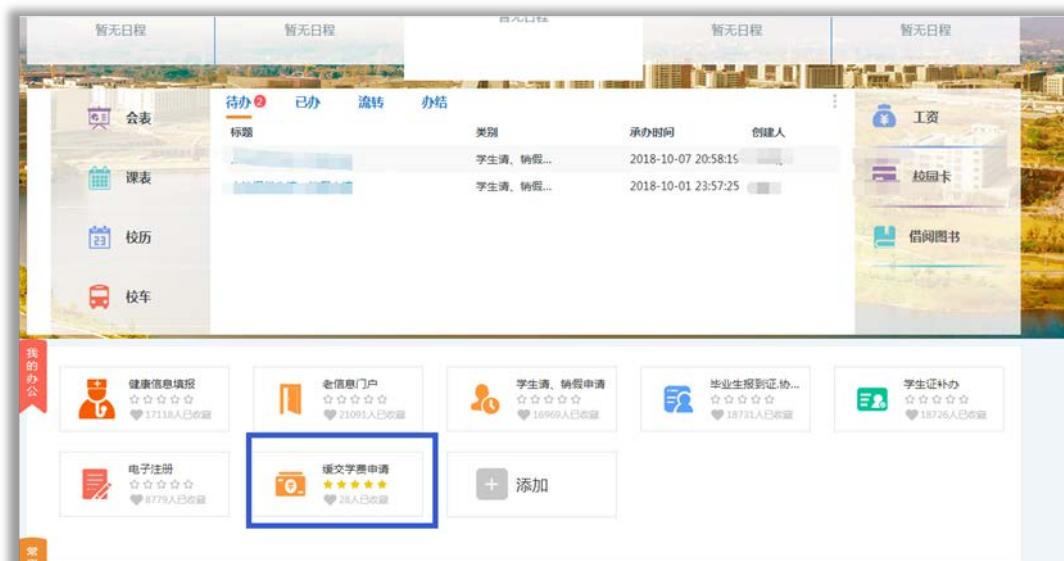 暂无日程
暂无日程
暂无日程
暂无日程
暂无日程
会表
课表
校历
23
校车
待办 2 已办 流转 办结
标题 类别 承办时间 创建人
学生请、销假... 2018-10-07 20:58:19
学生请、销假... 2018-10-01 23:57:25
工资
校园卡
借阅图书
我的办公
健康信息填报
17118人已收藏
老信息门户
21091人已收藏
学生请、销假申请
16969人已收藏
毕业生报到证.协...
18731人已收藏
学生证补办
18726人已收藏
电子注册
8779人已收藏
缓交学费申请
28人已收藏
添加
常